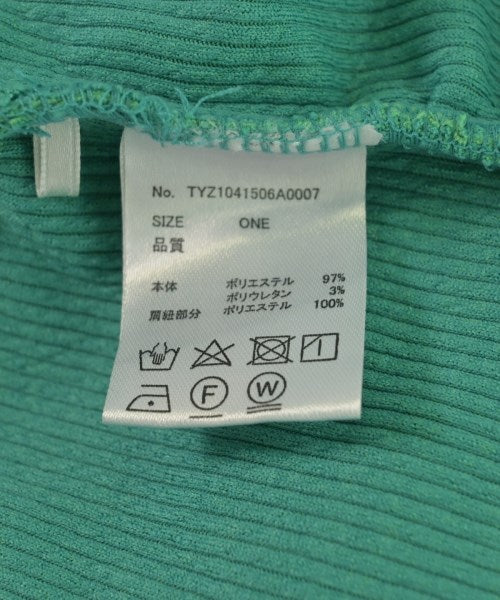 No. TYZ1041506A0007
SIZE ONE
品質
本体 ポリエステル 97%
ポリウレタン 3%
肩紐部分 ポリエステル 100%
F W